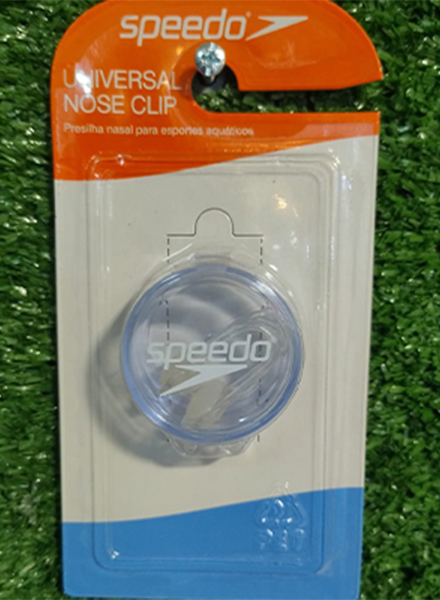 speedo
UNIVERSAL
NOSE CLIP
Presilha nasal para esportes aquáticos
speedo